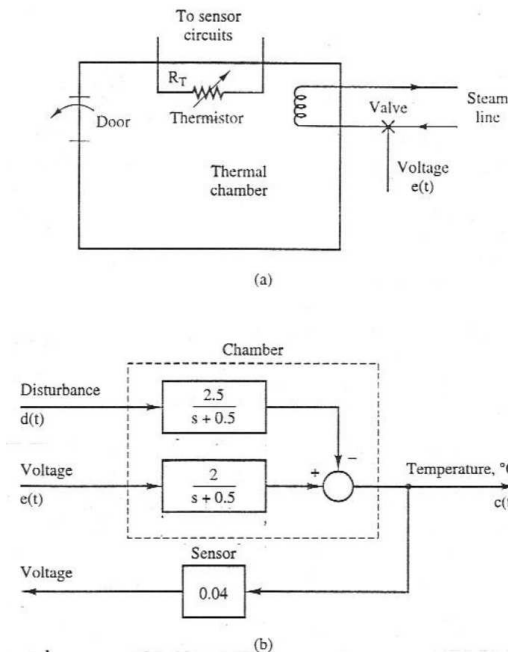 To sensor
circuits
R_T
Thermistor
Door
Valve
Steam
line
Thermal
chamber
Voltage
e(t)
(a)
Chamber
Disturbance
d(t)
2.5
s + 0.5
−
Voltage
e(t)
2
s + 0.5
+
Temperature, °
c(t
Sensor
Voltage
0.04
(b)